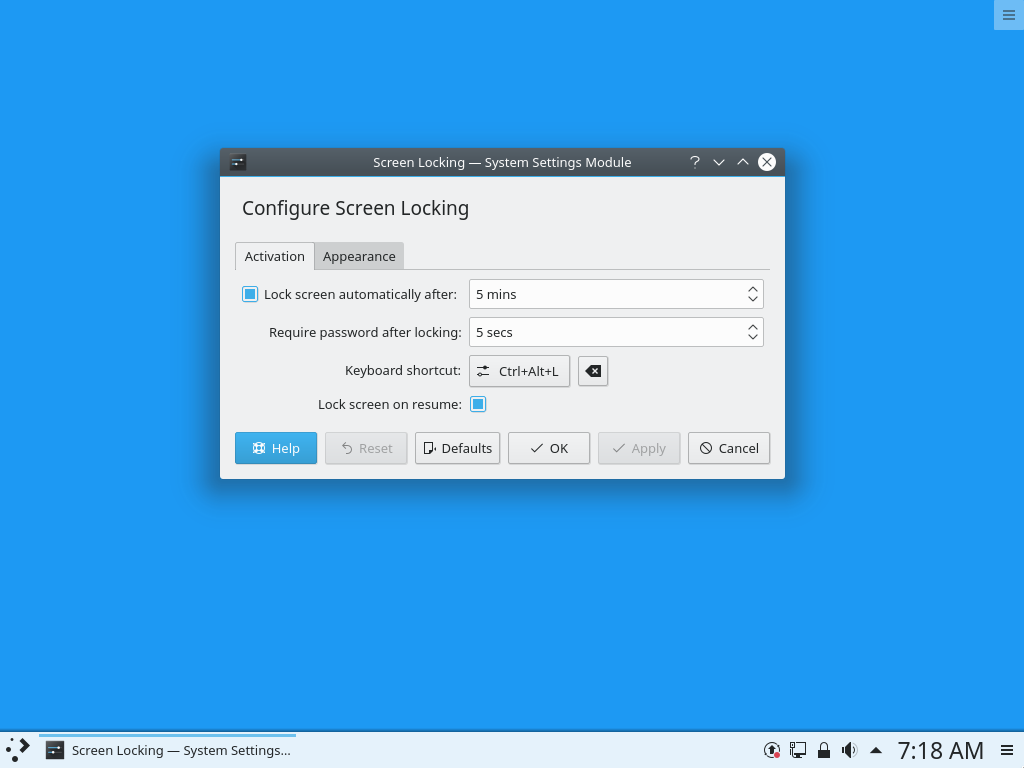 Screen Locking — System Settings Module
Configure Screen Locking
Activation Appearance
Lock screen automatically after: 5 mins
Require password after locking: 5 secs
Keyboard shortcut: Ctrl+Alt+L
Lock screen on resume:
Help Reset Defaults OK Apply Cancel
Screen Locking — System Settings... 7:18 AM